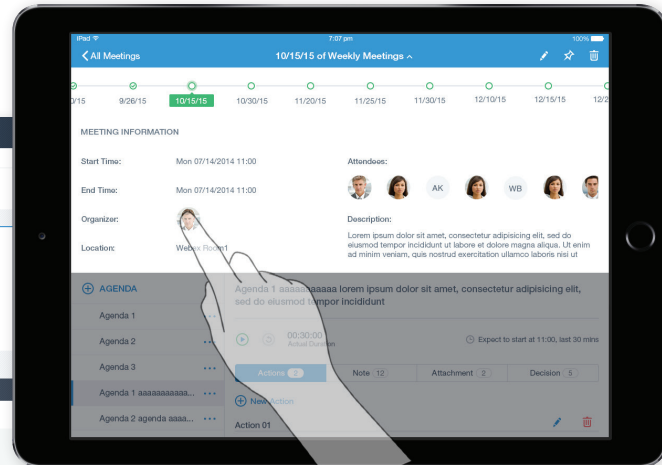 iPad 7:07 pm 100%
All Meetings 10/15/15 of Weekly Meetings
0/15 9/26/15 10/15/15 10/30/15 11/20/15 11/25/15 11/30/15 12/10/15 12/15/15 12/2
MEETING INFORMATION
Start Time: Mon 07/14/2014 11:00
End Time: Mon 07/14/2014 11:00
Organizer:
Location: Webex Room1
Attendees:
AK WB
Description:
Lorem ipsum dolor sit amet, consectetur adipisicing elit, sed do
eiusmod tempor incididunt ut labore et dolore magna aliqua. Ut enim
ad minim veniam, quis nostrud exercitation ullamco laboris nisi ut
AGENDA
Agenda 1
Agenda 2
Agenda 3
Agenda 1 aaaaaaaaaaa...
Agenda 2 agenda aaaa...
Agenda 1 aaaaaaaaaa lorem ipsum dolor sit amet, consectetur adipisicing elit,
sed do eiusmod tempor incididunt
00:30:00
Actual Duration
Expect to start at 11:00, last 30 mins
Actions 2 Note 12 Attachment 2 Decision 5
New Action
Action 01